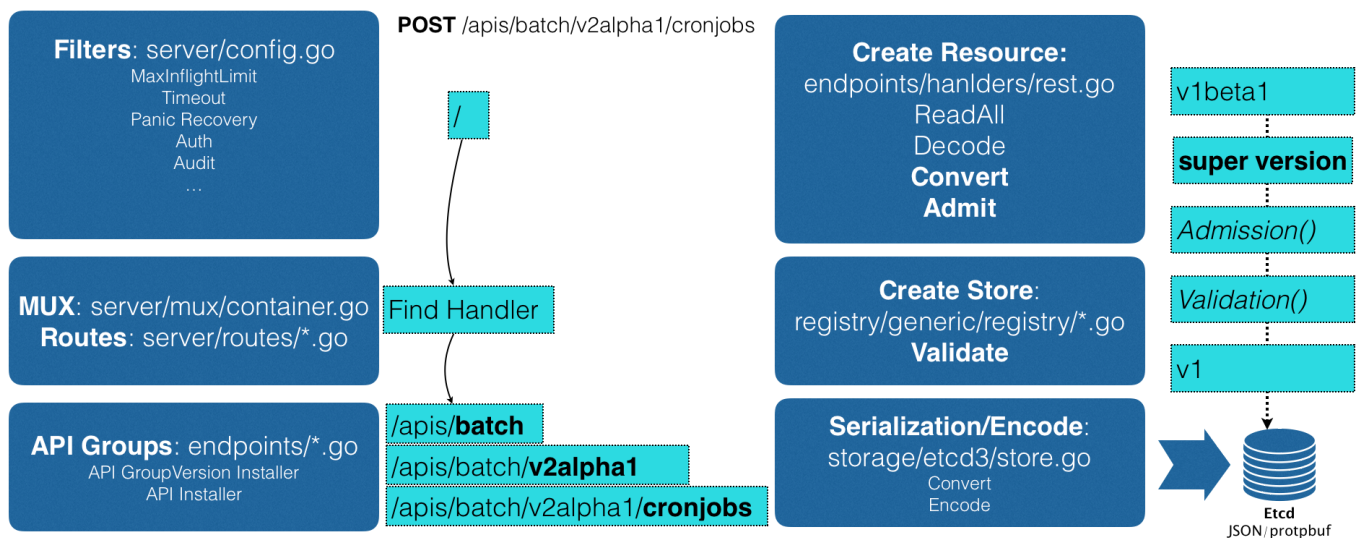 POST /apis/batch/v2alpha1/cronjobs
Filters: server/config.go
MaxInflightLimit
Timeout
Panic Recovery
Auth
Audit
...
/
MUX: server/mux/container.go
Routes: server/routes/*.go
Find Handler
API Groups: endpoints/*.go
API GroupVersion Installer
API Installer
/apis/batch
/apis/batch/v2alpha1
/apis/batch/v2alpha1/cronjobs
Create Resource:
endpoints/hanlders/rest.go
ReadAll
Decode
Convert
Admit
Create Store:
registry/generic/registry/*.go
Validate
Serialization/Encode:
storage/etcd3/store.go
Convert
Encode
v1beta1
super version
Admission()
Validation()
v1
Etcd
JSON/protpbuf